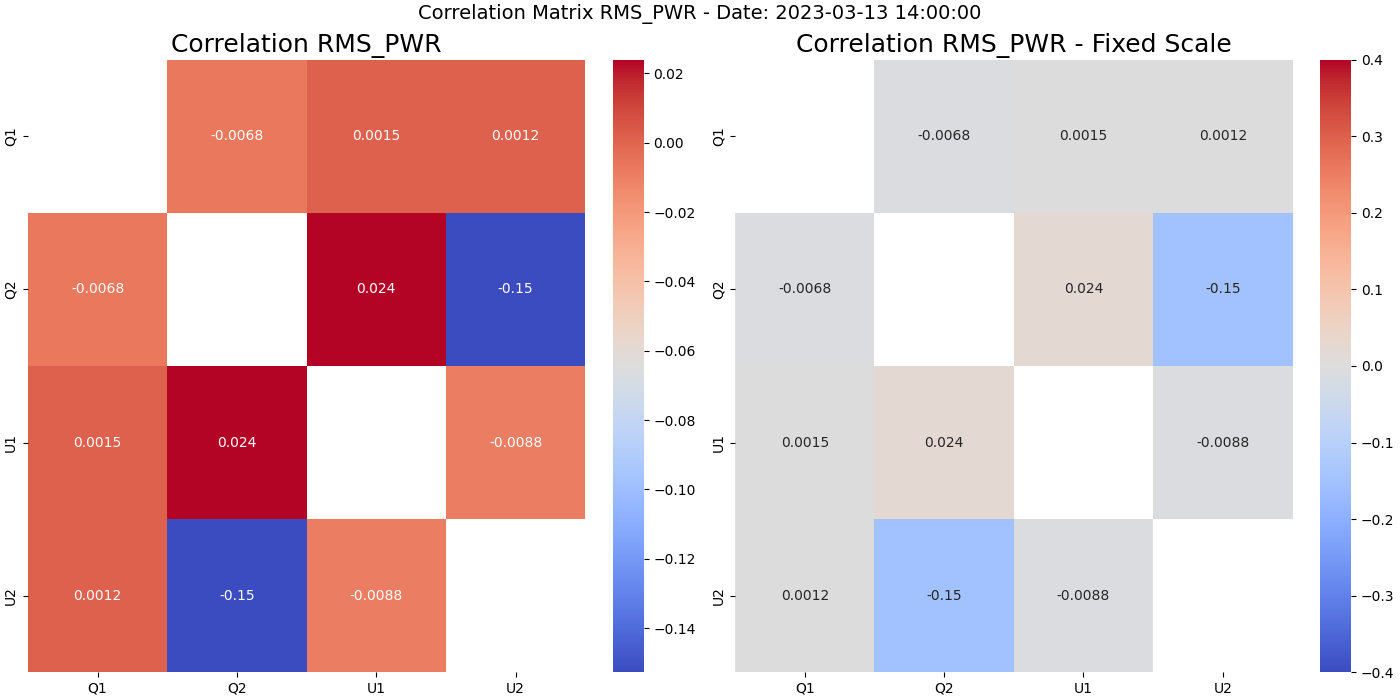 Correlation Matrix RMS_PWR - Date: 2023-03-13 14:00:00
Correlation RMS_PWR
Q1
Q2
U1
U2
-0.0068
0.0015
0.0012
-0.0068
0.024
-0.15
0.0015
0.024
-0.0088
0.0012
-0.15
-0.0088
Q1
Q2
U1
U2
0.02
0.00
−0.02
−0.04
−0.06
−0.08
−0.10
−0.12
−0.14
Correlation RMS_PWR - Fixed Scale
Q1
Q2
U1
U2
-0.0068
0.0015
0.0012
-0.0068
0.024
-0.15
0.0015
0.024
-0.0088
0.0012
-0.15
-0.0088
Q1
Q2
U1
U2
0.4
0.3
0.2
0.1
0.0
−0.1
−0.2
−0.3
−0.4